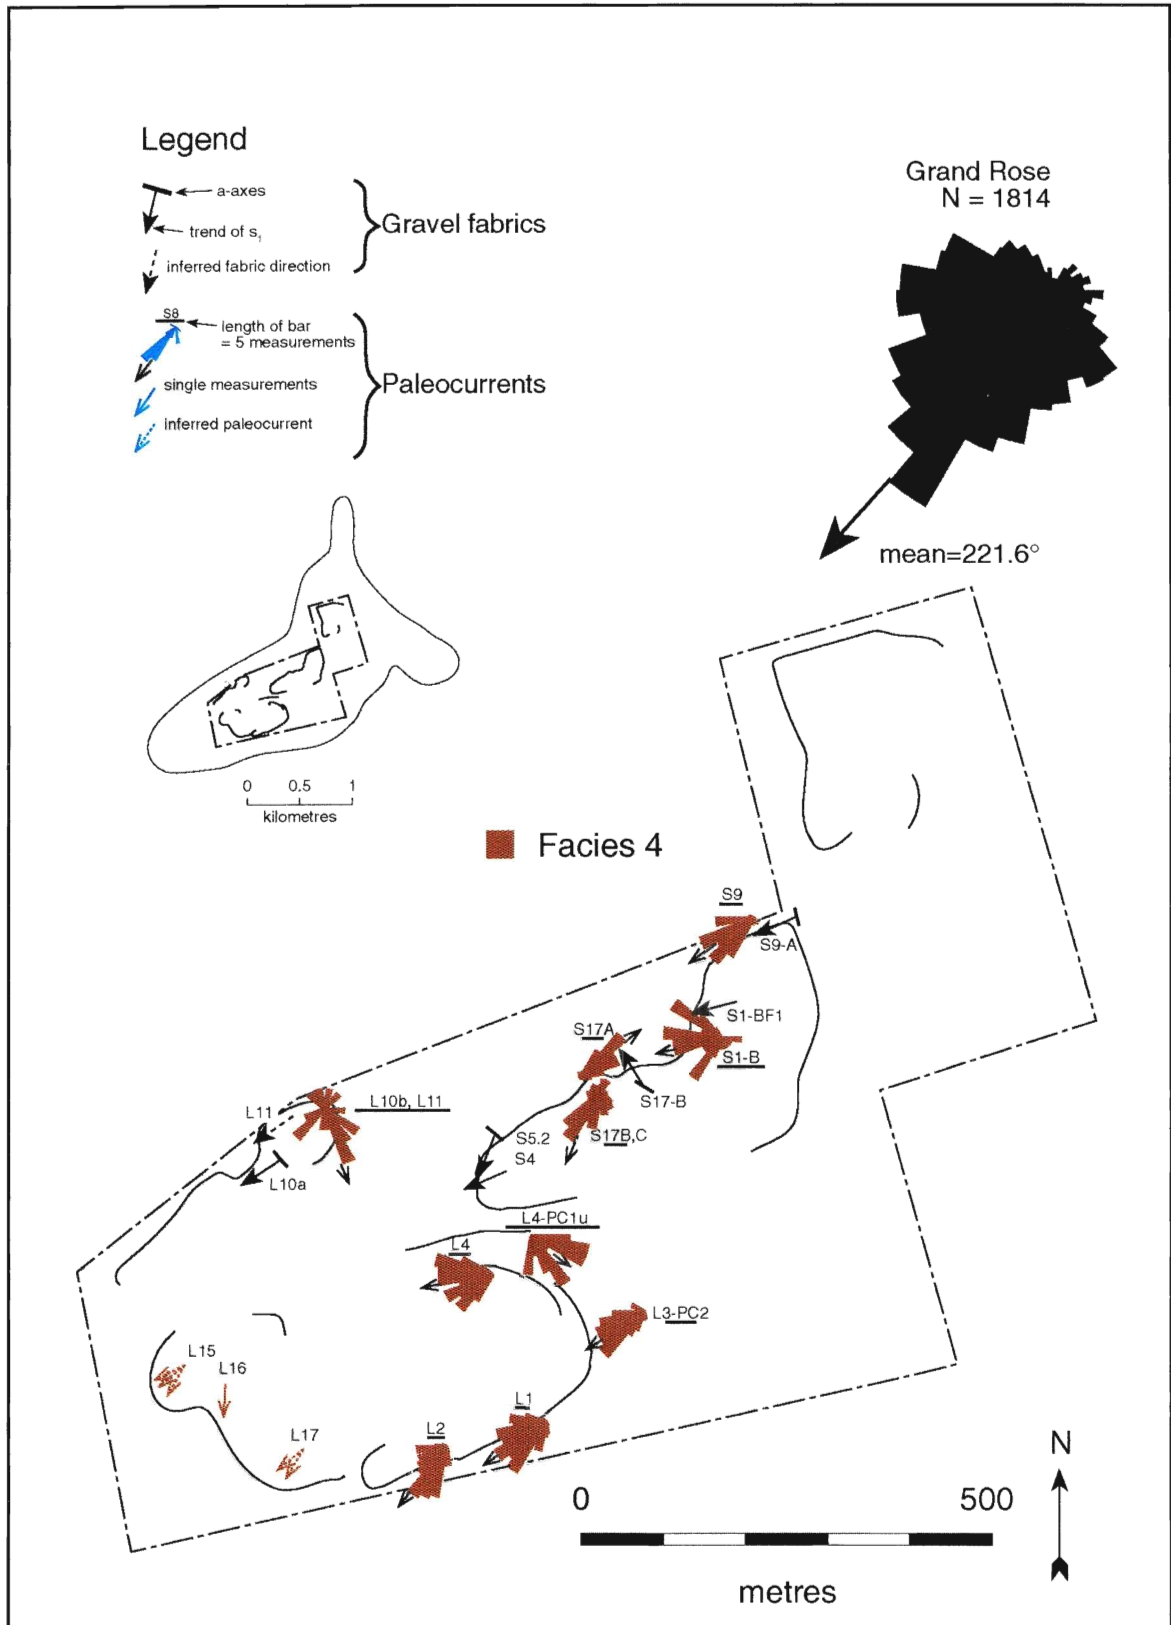 Legend
a-axes
trend of s₁
inferred fabric direction
Gravel fabrics
S8
length of bar
= 5 measurements
single measurements
inferred paleocurrent
Paleocurrents
Grand Rose
N = 1814
mean=221.6°
0 0.5 1
kilometres
Facies 4
S9
S9-A
S1-BF1
S17A
S1-B
S17-B
L11
L10b, L11
S5.2
S17B,C
S4
L10a
L4-PC1u
L4
L3-PC2
L15
L16
L1
L17
L2
N
0 500
metres